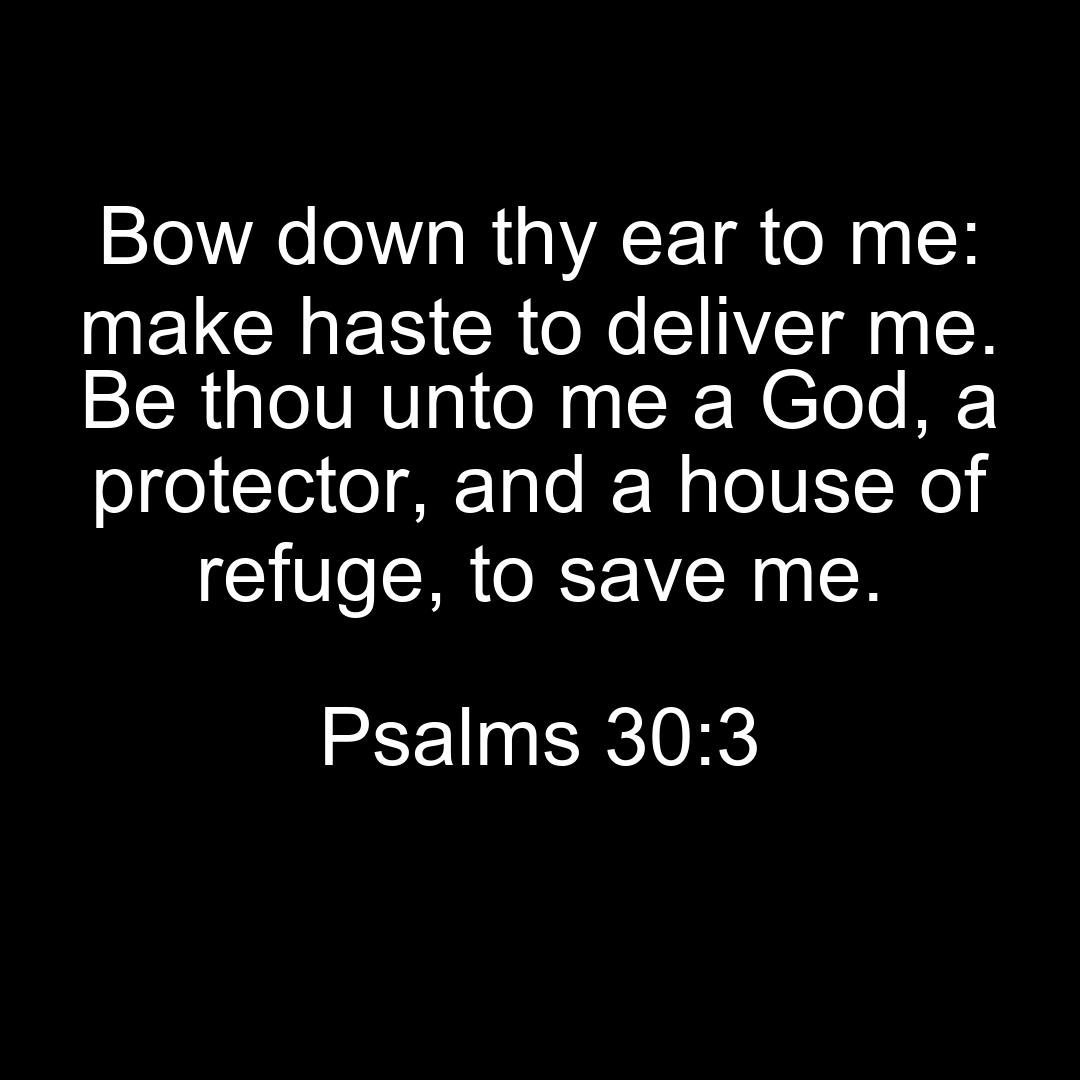 Bow down thy ear to me:
make haste to deliver me.
Be thou unto me a God, a
protector, and a house of
refuge, to save me.
Psalms 30:3